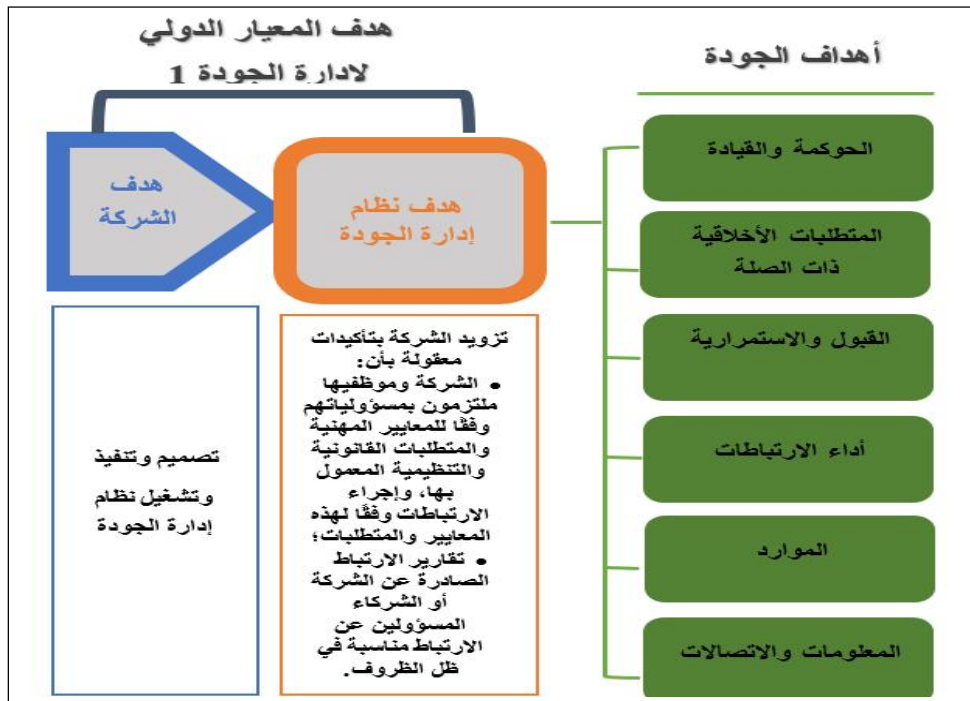 هدف المعيار الدولي
لادارة الجودة 1
أهداف الجودة
هدف
الشركة
هدف نظام
إدارة الجودة
تصميم وتنفيذ
وتشغيل نظام
إدارة الجودة
تزويد الشركة بتأكيدات
معقولة بأن:
• الشركة وموظفيها
ملتزمون بمسؤولياتهم
وفقًا للمعايير المهنية
والمتطلبات القانونية
والتنظيمية المعمول
بها، وإجراء
الارتباطات وفقًا لهذه
المعايير والمتطلبات؛
• تقارير الارتباط
الصادرة عن الشركة
أو الشركاء
المسؤولين عن
الارتباط مناسبة في
ظل الظروف.
الحوكمة والقيادة
المتطلبات الأخلاقية
ذات الصلة
القبول والاستمرارية
أداء الارتباطات
الموارد
المعلومات والاتصالات